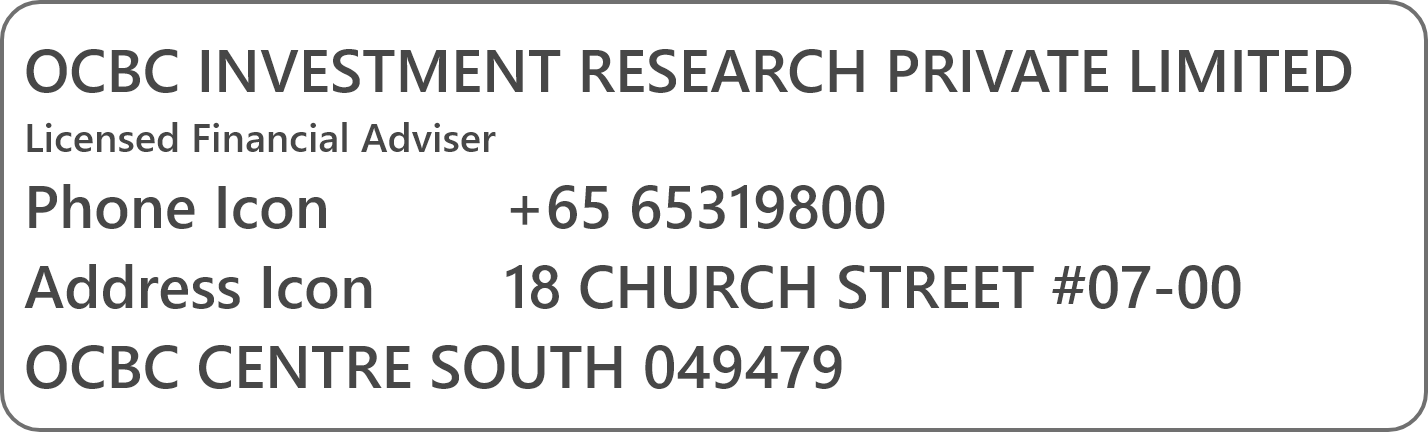 OCBC INVESTMENT RESEARCH PRIVATE LIMITED
Licensed Financial Adviser
Phone Icon +65 65319800
Address Icon 18 CHURCH STREET #07-00
OCBC CENTRE SOUTH 049479